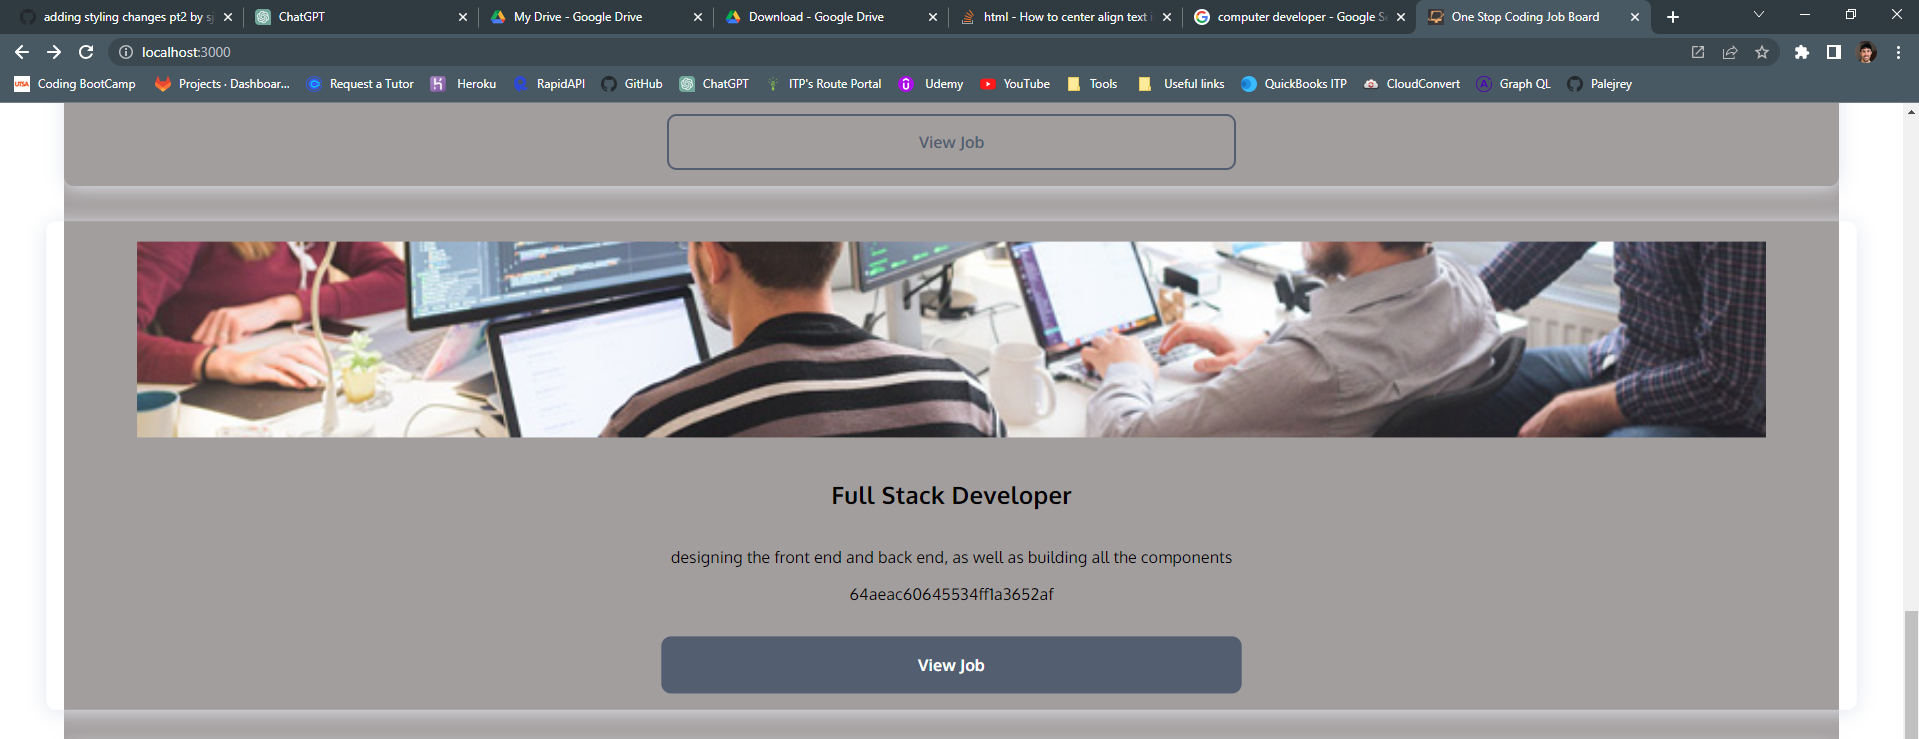 adding styling changes pt2 by sj
ChatGPT
My Drive - Google Drive
Download - Google Drive
html - How to center align text i
computer developer - Google Se
One Stop Coding Job Board
localhost:3000
Coding BootCamp
Projects · Dashboar...
Request a Tutor
Heroku
RapidAPI
GitHub
ChatGPT
ITP's Route Portal
Udemy
YouTube
Tools
Useful links
QuickBooks ITP
CloudConvert
Graph QL
Palejrey
View Job
Full Stack Developer
designing the front end and back end, as well as building all the components
64aeac60645534ff1a3652af
View Job